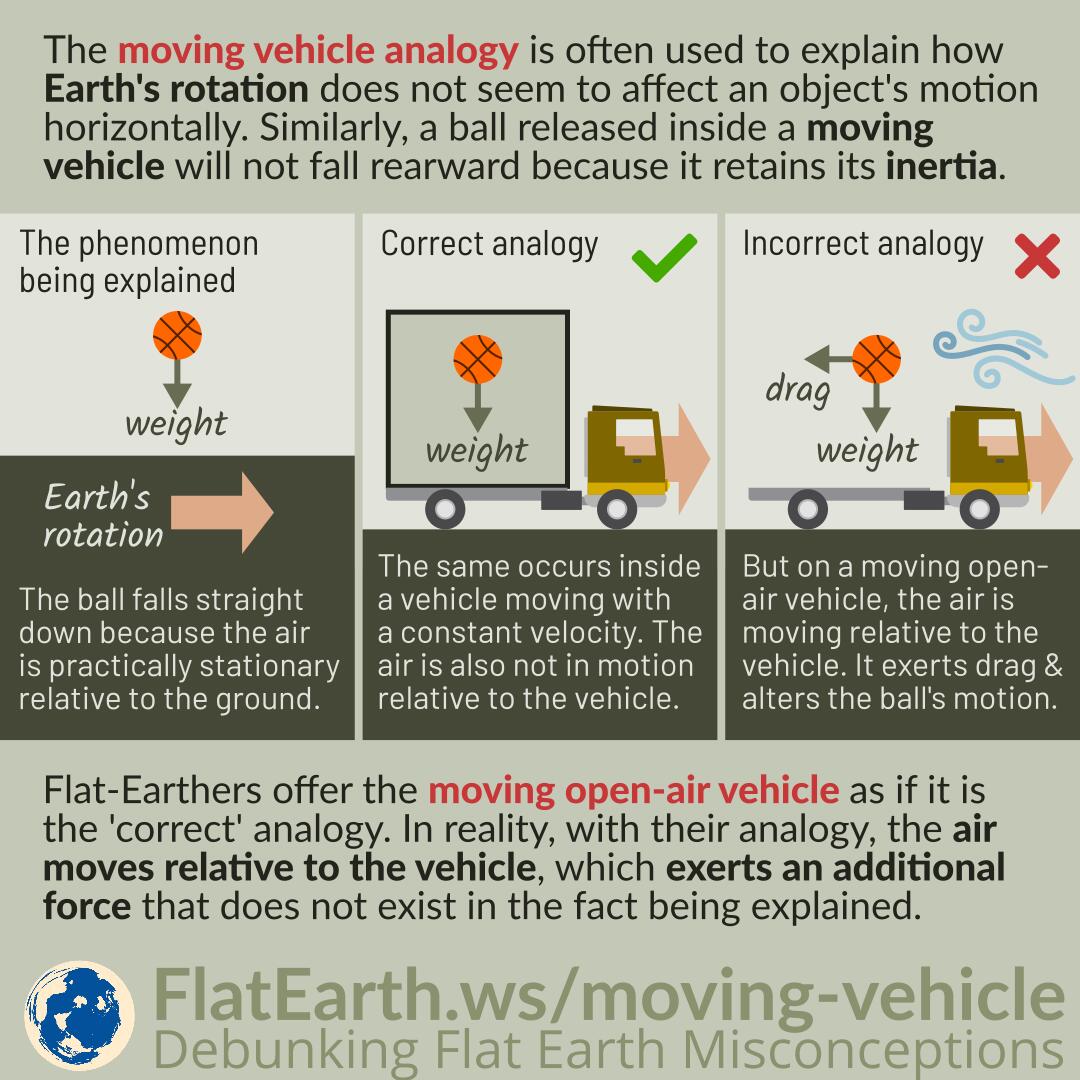 The moving vehicle analogy is often used to explain how
Earth's rotation does not seem to affect an object's motion
horizontally. Similarly, a ball released inside a moving
vehicle will not fall rearward because it retains its inertia.
The phenomenon
being explained
weight
Earth's
rotation
The ball falls straight
down because the air
is practically stationary
relative to the ground.
Correct analogy
weight
The same occurs inside
a vehicle moving with
a constant velocity. The
air is also not in motion
relative to the vehicle.
Incorrect analogy
drag
weight
But on a moving open-
air vehicle, the air is
moving relative to the
vehicle. It exerts drag &
alters the ball's motion.
Flat-Earthers offer the moving open-air vehicle as if it is
the 'correct' analogy. In reality, with their analogy, the air
moves relative to the vehicle, which exerts an additional
force that does not exist in the fact being explained.
FlatEarth.ws/moving-vehicle
Debunking Flat Earth Misconceptions